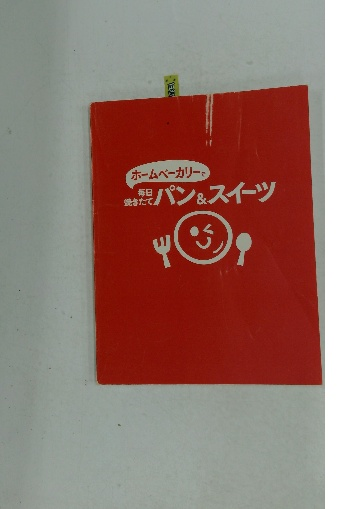 ホームベーカリーで
毎日
焼きたて
パン&スイーツ